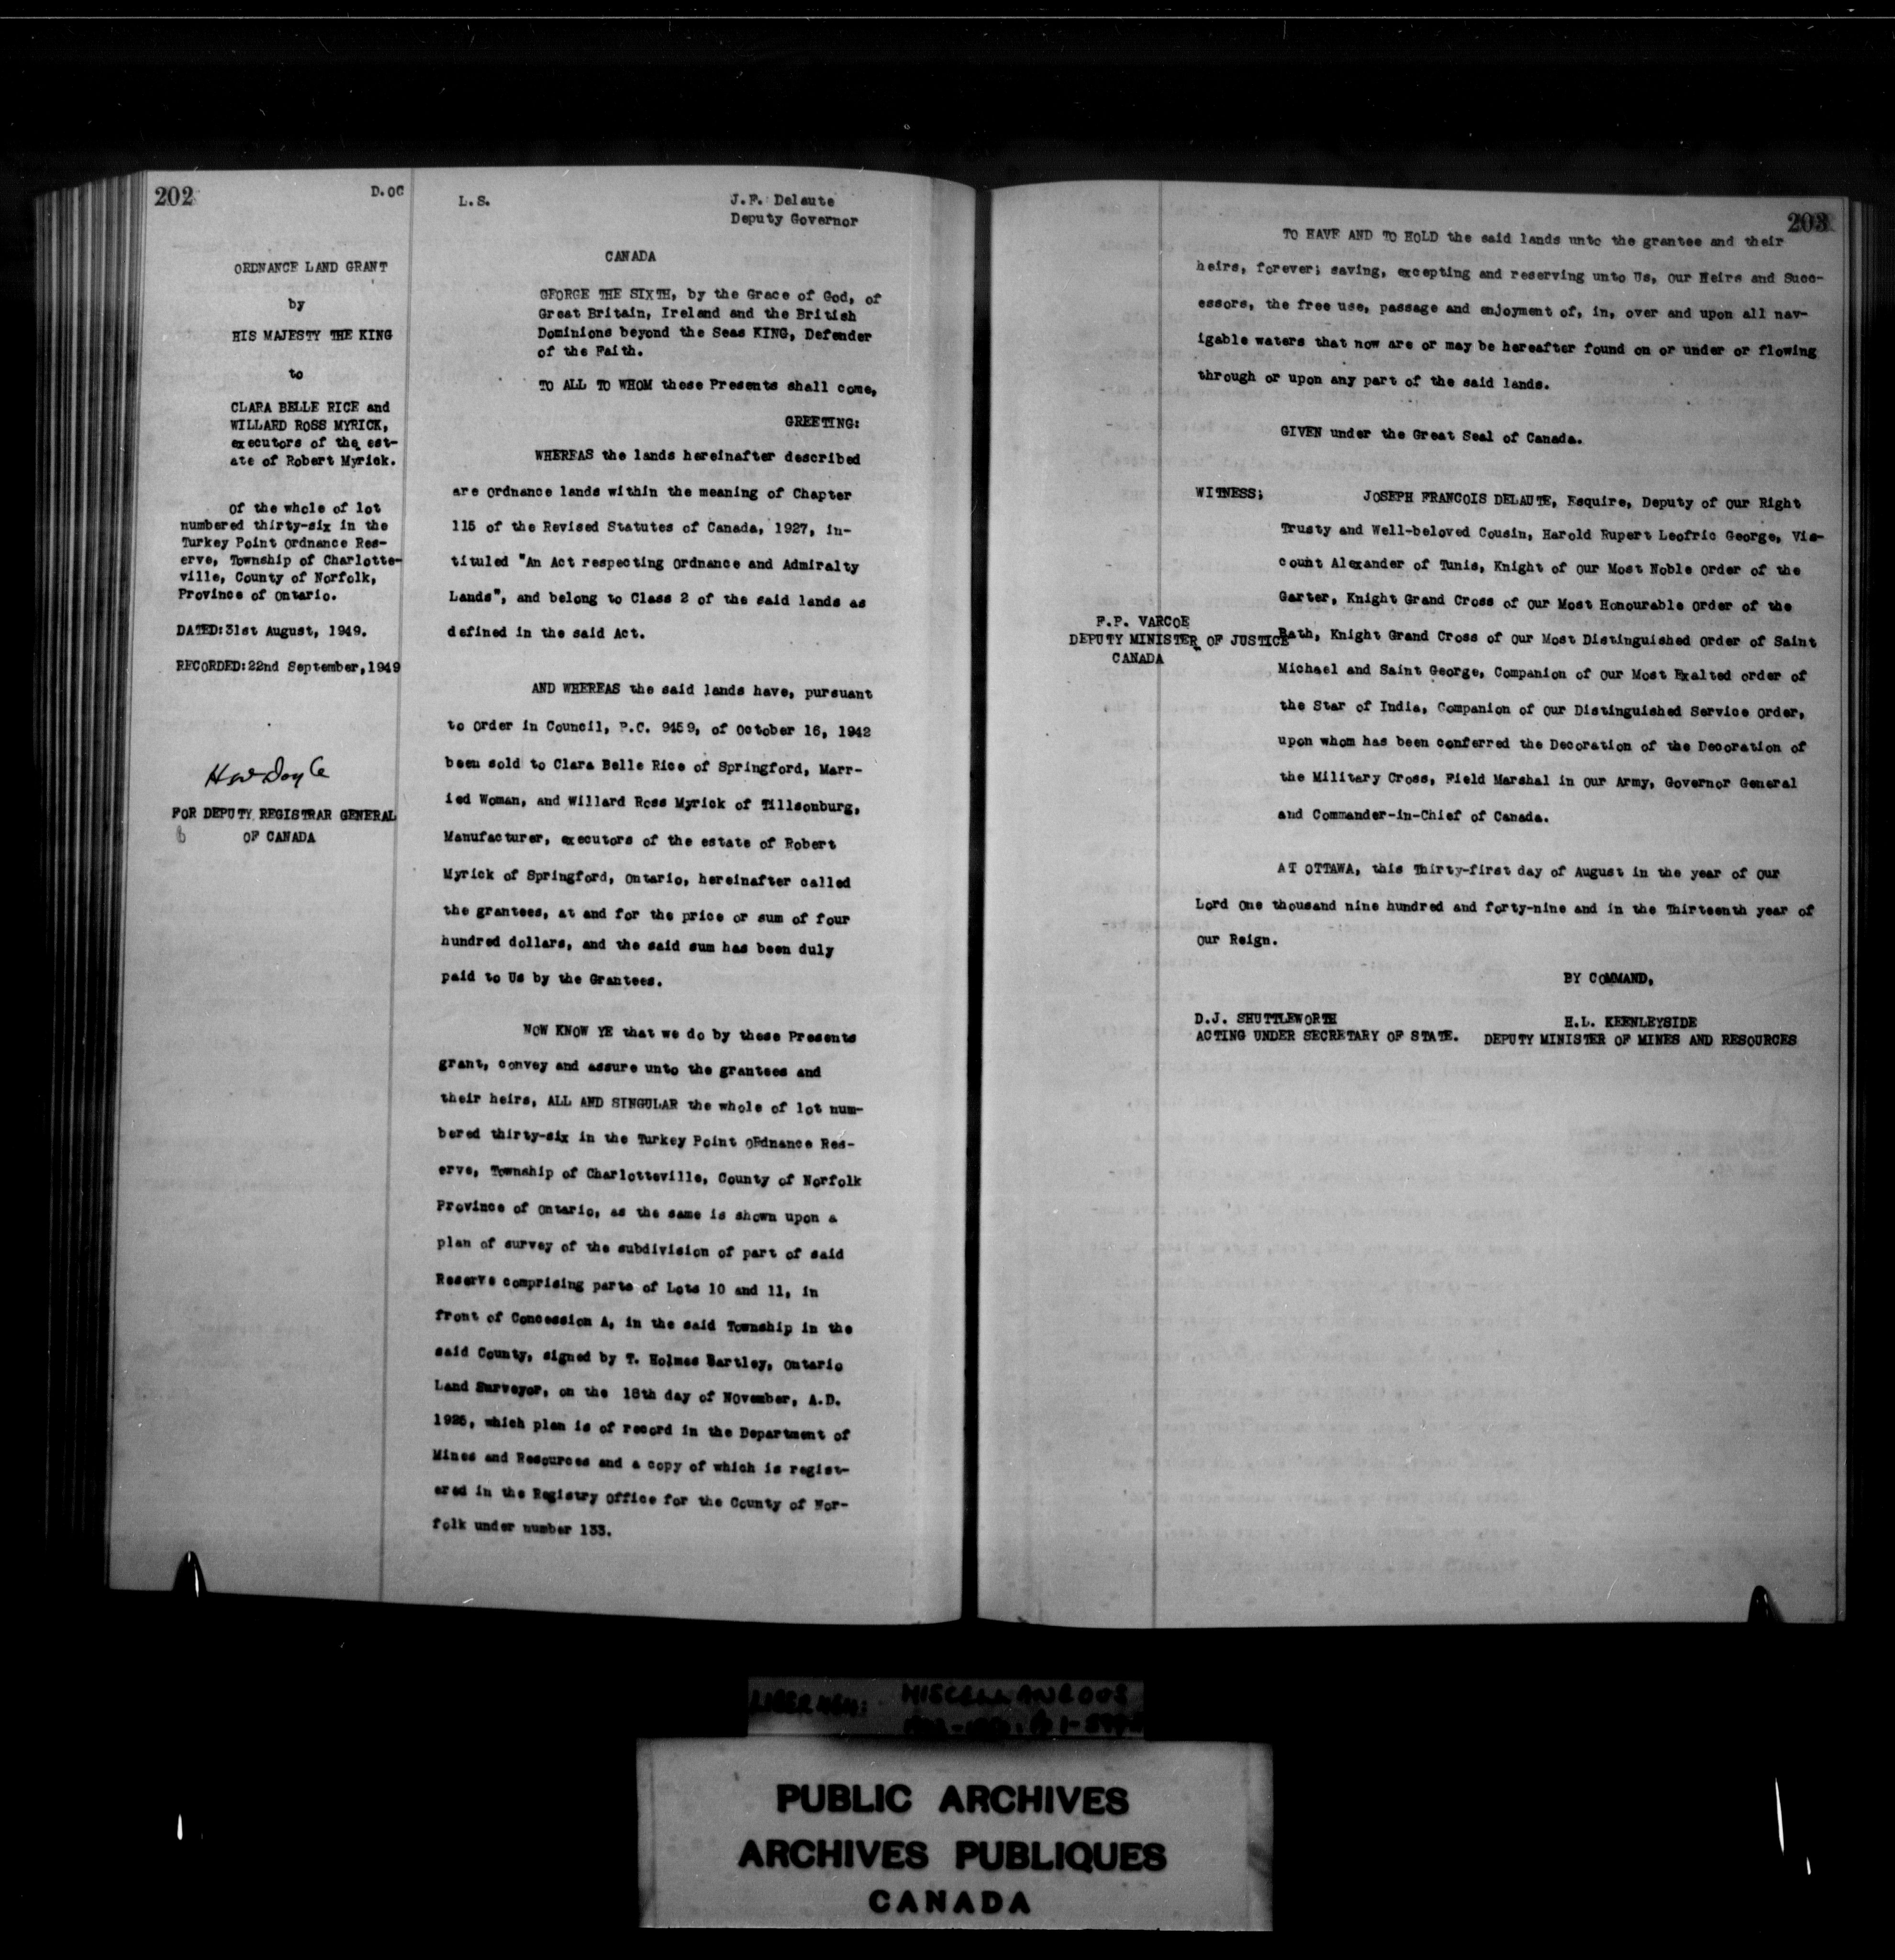 202
D.OC
ORDNANCE LAND GRANT
by
HIS MAJESTY THE KING
to
CLARA BELLE RICE and
WILLARD ROSS MYRICK,
executors of the est-
ate of Robert Myrick.
Of the whole of lot
numbered thirty-six in the
Turkey Point Ordnance Res-
erve, Township of Charlotte-
ville, County of Norfolk,
Province of Ontario.
DATED:31st August, 1949.
RECORDED:22nd September,1949
FOR DEPUTY REGISTRAR GENERAL
OF CANADA
L.S.
J.F. Delaute
Deputy Governor
CANADA
GEORGE THE SIXTH, by the Grace of God, of
Great Britain, Ireland and the British
Dominions beyond the Seas KING, Defender
of the Faith.
TO ALL TO WHOM these Presents shall come,
GREETING:
WHEREAS the lands hereinafter described
are Ordnance lands within the meaning of Chapter
115 of the Revised Statutes of Canada, 1927, in-
tituled "An Act respecting Ordnance and Admiralty
Lands", and belong to Class 2 of the said lands as
defined in the said Act.
AND WHEREAS the said lands have, pursuant
to Order in Council, P.C. 9459, of October 16, 1942
been sold to Clara Belle Rice of Springford, Marr-
ied Woman, and Willard Ross Myrick of Tillsonburg,
Manufacturer, executors of the estate of Robert
Myrick of Springford, Ontario, hereinafter called
the grantees, at and for the price or sum of four
hundred dollars, and the said sum has been duly
paid to Us by the Grantees.
NOW KNOW YE that we do by these Presents
grant, convey and assure unto the grantees and
their heirs, ALL AND SINGULAR the whole of lot num-
bered thirty-six in the Turkey Point ORdnance Res-
erve, Township of Charlotteville, County of Norfolk
Province of Ontario, as the same is shown upon a
plan of survey of the subdivision of part of said
Reserve comprising parts of Lots 10 and 11, in
front of Concession A, in the said Township in the
said County, signed by T. Holmes Bartley, Ontario
Land Surveyor, on the 18th day of November, A.D.
1925, which plan is of record in the Department of
Mines and Resources and a copy of which is regist-
ered in the Registry Office for the County of Nor-
folk under number 133.
203
TO HAVE AND TO HOLD the said lands unto the grantee and their
heirs, forever; saving, excepting and reserving unto Us, Our Heirs and Succ-
essors, the free use, passage and enjoyment of, in, over and upon all nav-
igable waters that now are or may be hereafter found on or under or flowing
through or upon any part of the said lands.
GIVEN under the Great Seal of Canada.
WITNESS; JOSEPH FRANCOIS DELAUTE, Esquire, Deputy of Our Right
Trusty and Well-beloved Cousin, Harold Rupert Leofric George, Vis-
count Alexander of Tunis, Knight of Our Most Noble Order of the
Garter, Knight Grand Cross of Our Most Honourable Order of the
Bath, Knight Grand Cross of Our Most Distinguished Order of Saint
Michael and Saint George, Companion of Our Most Exalted Order of
the Star of India, Companion of Our Distinguished Service Order,
upon whom has been conferred the Decoration of the Decoration of
the Military Cross, Field Marshal in Our Army, Governor General
and Commander-in-Chief of Canada.
F.P. VARCOE
DEPUTY MINISTER OF JUSTICE
CANADA
AT OTTAWA, this Thirty-first day of August in the year of Our
Lord One thousand nine hundred and forty-nine and in the Thirteenth year of
Our Reign.
BY COMMAND,
D.J. SHUTTLEWORTH
ACTING UNDER SECRETARY OF STATE.
H.L. KEENLEYSIDE
DEPUTY MINISTER OF MINES AND RESOURCES
MISCELLANEOUS
PUBLIC ARCHIVES
ARCHIVES PUBLIQUES
CANADA